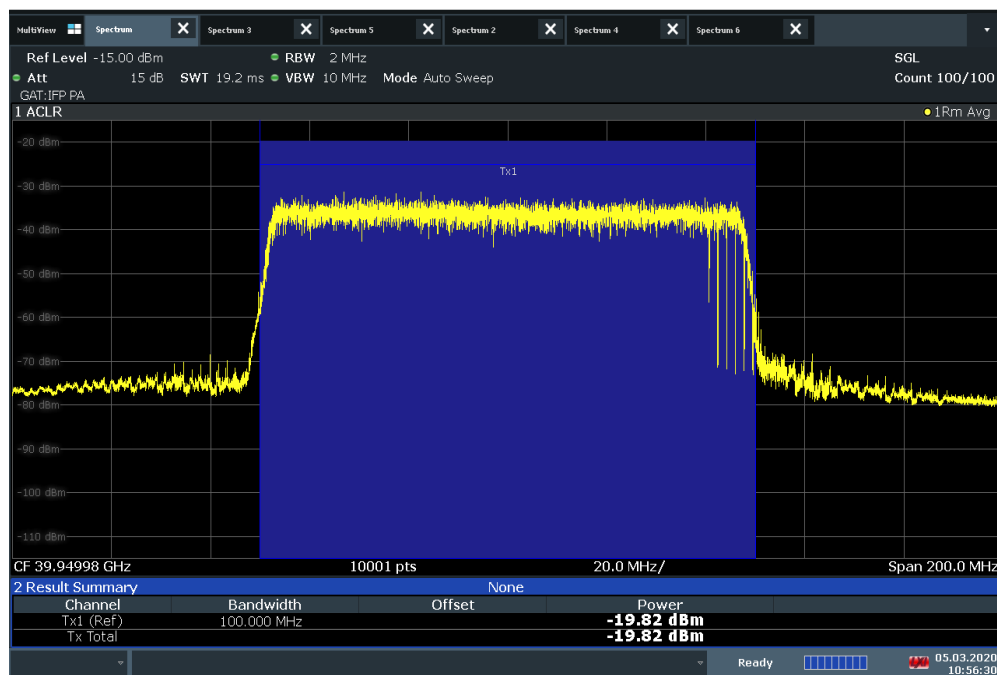 MultiView Spectrum Spectrum 3 Spectrum 5 Spectrum 2 Spectrum 4 Spectrum 6
Ref Level -15.00 dBm RBW 2 MHz SGL
Att 15 dB SWT 19.2 ms VBW 10 MHz Mode Auto Sweep Count 100/100
GAT:IFP PA
1 ACLR 1Rm Avg
-20 dBm
Tx1
-30 dBm
-40 dBm
-50 dBm
-60 dBm
-70 dBm
-80 dBm
-90 dBm
-100 dBm
-110 dBm
CF 39.94998 GHz 10001 pts 20.0 MHz/ Span 200.0 MHz
2 Result Summary None
Channel Bandwidth Offset Power
Tx1 (Ref) 100.000 MHz -19.82 dBm
Tx Total -19.82 dBm
Ready 05.03.2020
10:56:30